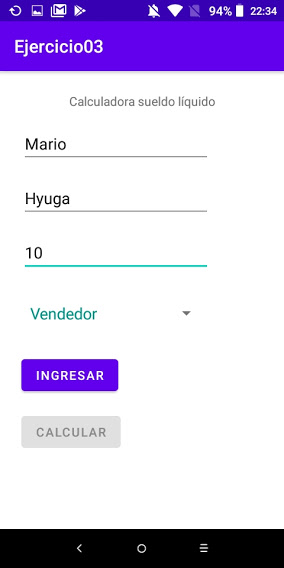 94% 22:34
Ejercicio03
Calculadora sueldo líquido
Mario
Hyuga
10
Vendedor
INGRESAR
CALCULAR